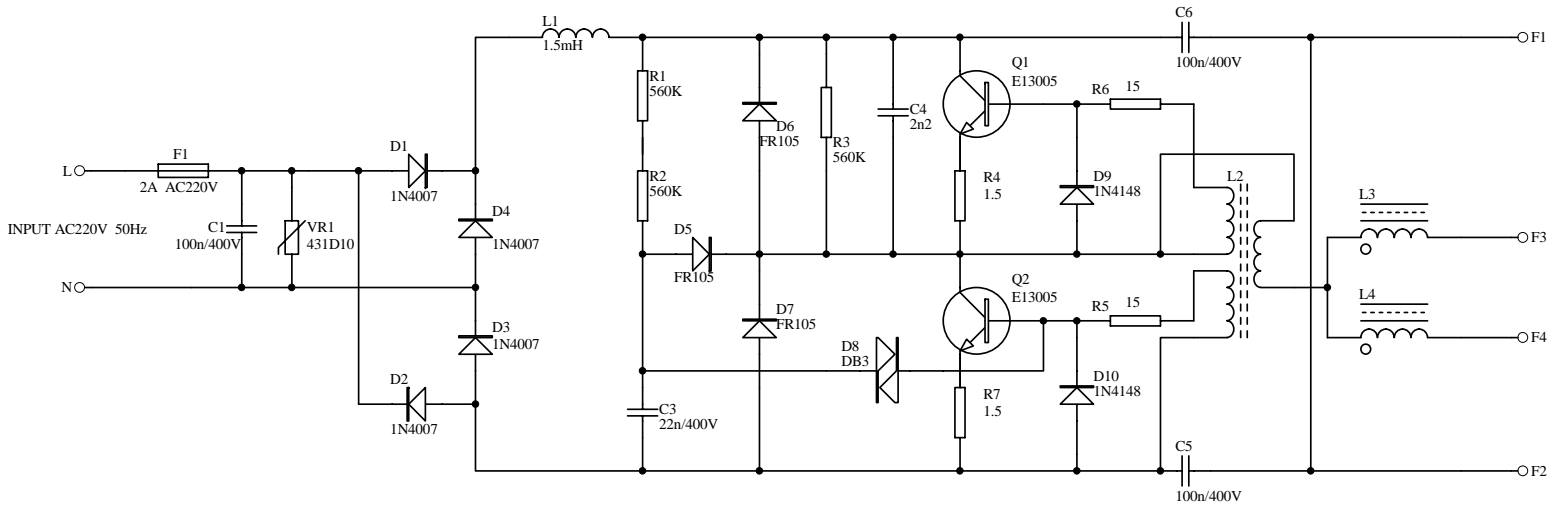 C6
100n/400V
F1
L1
1.5mH
Q1
E13005
R6 15
R1
560K
C4
2n2
D6
FR105
R3
560K
D1
1N4007
F1
2A AC220V
L
R2
560K
R4
1.5
D9
1N4148
L2
L3
INPUT AC220V 50Hz
C1
100n/400V
VR1
431D10
D4
1N4007
D5
FR105
F3
N
Q2
E13005
R5 15
L4
D3
1N4007
D7
FR105
D8
DB3
F4
D2
1N4007
D10
1N4148
R7
1.5
C3
22n/400V
C5
100n/400V
F2